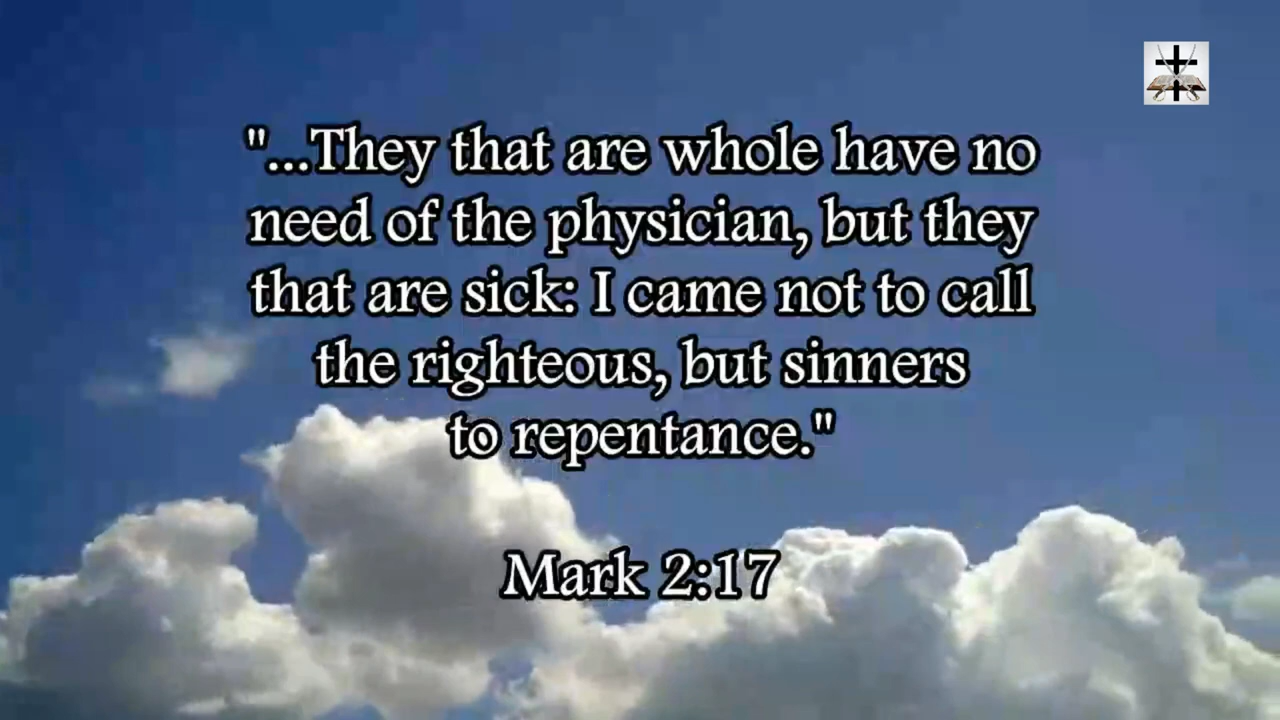 "...They that are whole have no
need of the physician, but they
that are sick: I came not to call
the righteous, but sinners
to repentance."
Mark 2:17